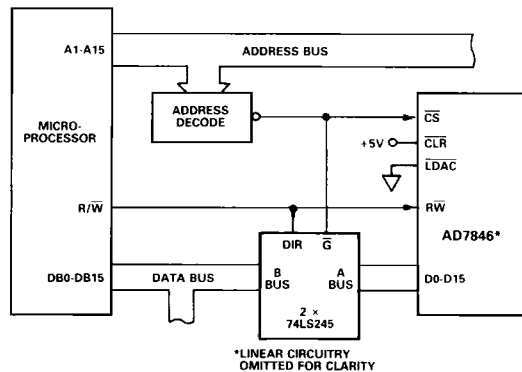 A1-A15
ADDRESS BUS
MICRO-
PROCESSOR
ADDRESS
DECODE
CS
+5V
CLR
LDAC
R/W
RW
DIR
G
AD7846*
DB0-DB15
DATA BUS
B
BUS
A
BUS
D0-D15
2 ×
74LS245
*LINEAR CIRCUITRY
OMITTED FOR CLARITY